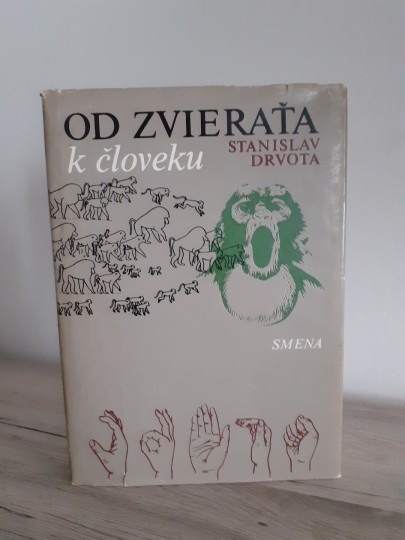 OD ZVIERAŤA
k človeku
STANISLAV
DRVOTA
SMENA